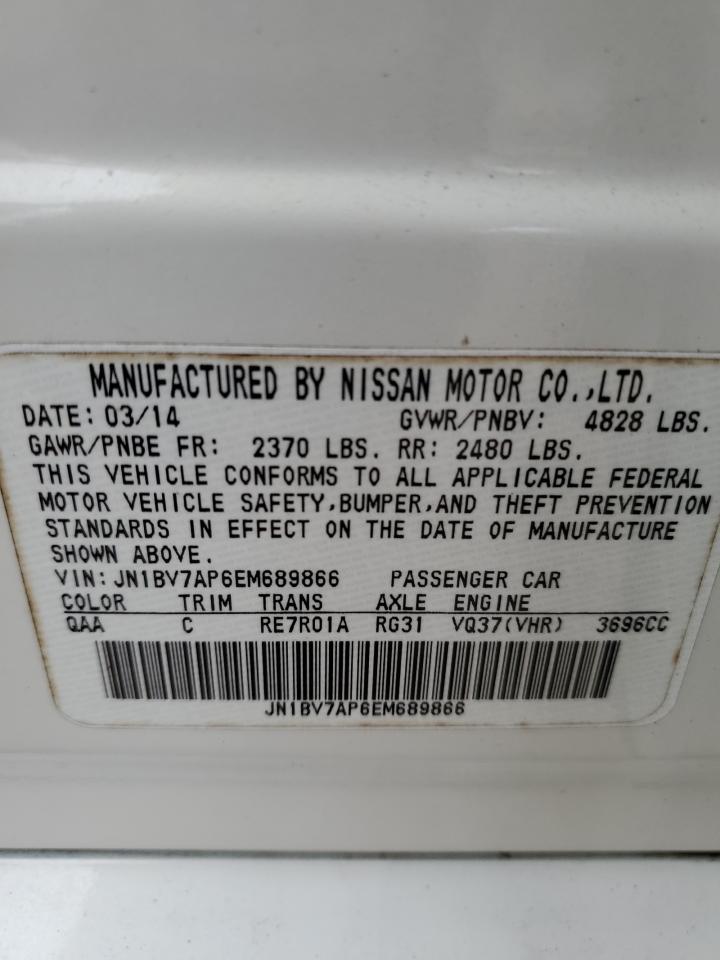 MANUFACTURED BY NISSAN MOTOR CO.,LTD.
DATE: 03/14 GVWR/PNBV: 4828 LBS.
GAWR/PNBE FR: 2370 LBS. RR: 2480 LBS.
THIS VEHICLE CONFORMS TO ALL APPLICABLE FEDERAL
MOTOR VEHICLE SAFETY,BUMPER,AND THEFT PREVENTION
STANDARDS IN EFFECT ON THE DATE OF MANUFACTURE
SHOWN ABOVE.
VIN: JN1BV7AP6EM689866 PASSENGER CAR
COLOR TRIM TRANS AXLE ENGINE
QAA C RE7R01A RG31 VQ37(VHR) 3696CC
JN1BV7AP6EM689866